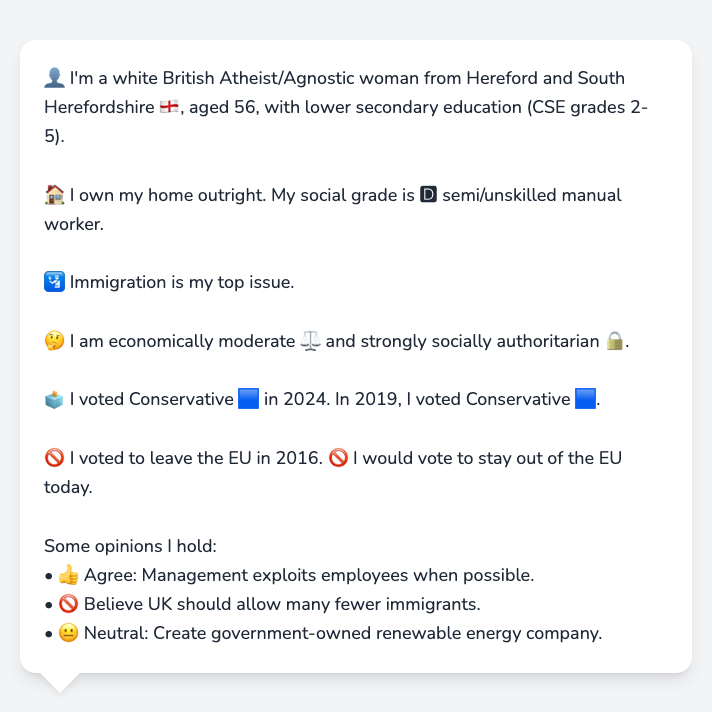 👤 I'm a white British Atheist/Agnostic woman from Hereford and South
Herefordshire 🏴󠁧󠁢󠁥󠁮󠁧󠁿, aged 56, with lower secondary education (CSE grades 2-
5).
🏠 I own my home outright. My social grade is 🅳 semi/unskilled manual
worker.
🛂 Immigration is my top issue.
🤔 I am economically moderate ⚖️ and strongly socially authoritarian 🔒.
🗳️ I voted Conservative 🟦 in 2024. In 2019, I voted Conservative 🟦.
🚫 I voted to leave the EU in 2016. 🚫 I would vote to stay out of the EU
today.
Some opinions I hold:
• 👍 Agree: Management exploits employees when possible.
• 🚫 Believe UK should allow many fewer immigrants.
• 😐 Neutral: Create government-owned renewable energy company.